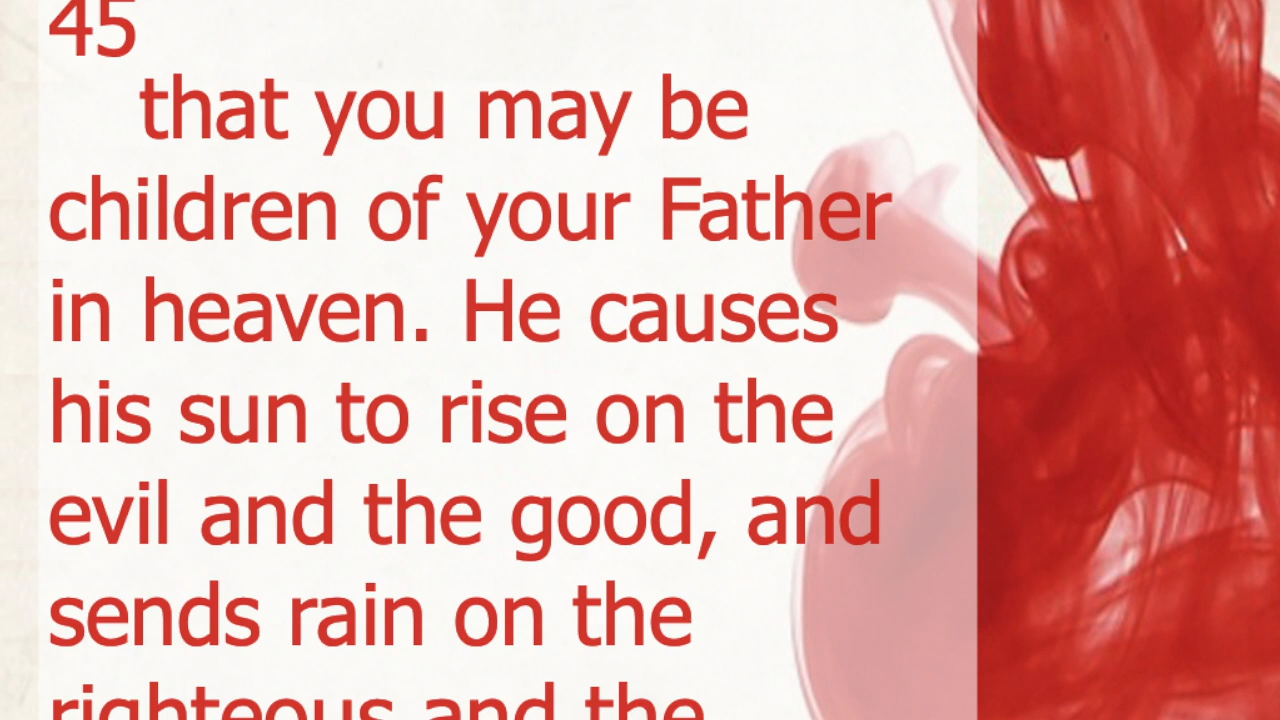 45
that you may be
children of your Father
in heaven. He causes
his sun to rise on the
evil and the good, and
sends rain on the
righteous and the